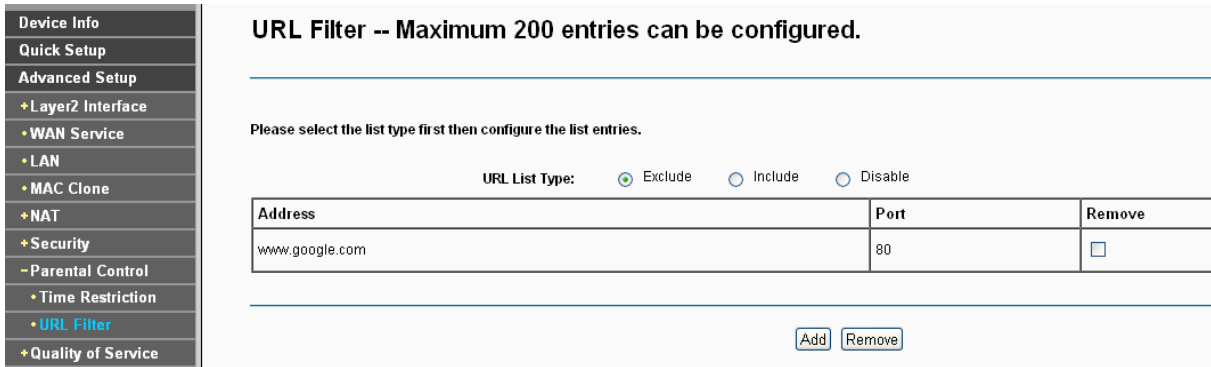 Device Info
Quick Setup
Advanced Setup
+Layer2 Interface
•WAN Service
•LAN
•MAC Clone
+NAT
+Security
-Parental Control
•Time Restriction
•URL Filter
+Quality of Service
URL Filter -- Maximum 200 entries can be configured.
Please select the list type first then configure the list entries.
URL List Type: Exclude Include Disable
Address Port Remove
www.google.com 80
Add Remove